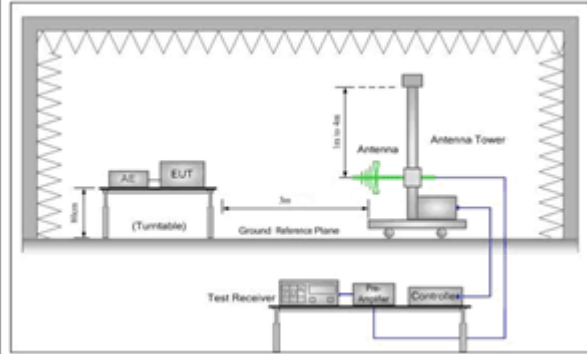 1m to 4m
Antenna
Antenna Tower
AE
EUT
80cm
(Turntable)
3m
Ground Reference Plane
Test Receiver
Pre-
Amplifier
Controller